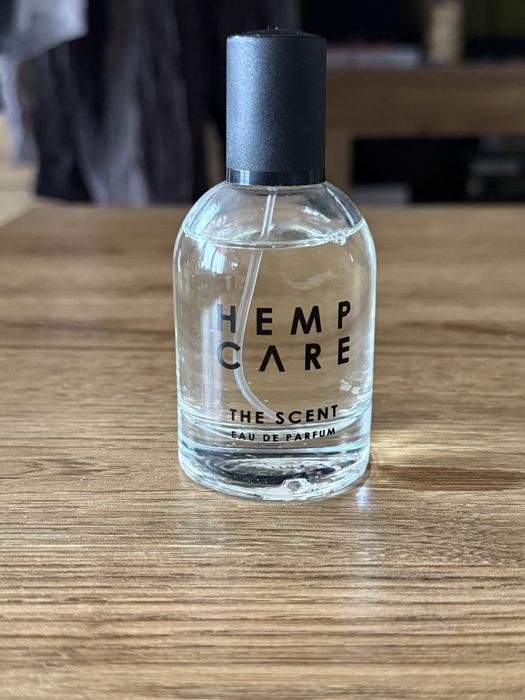 HEMP
CARE
THE SCENT
EAU DE PARFUM